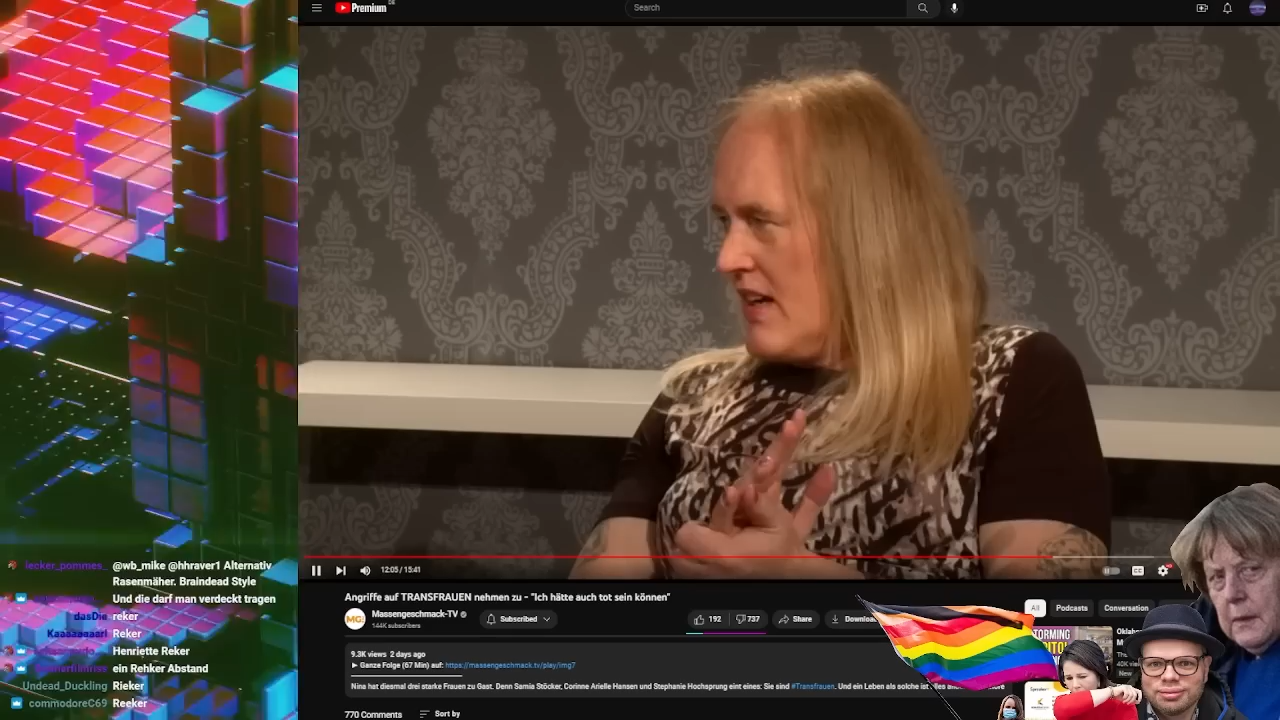 Premium
DE
Search
12:05 / 15:41
CC
Angriffe auf TRANSFRAUEN nehmen zu - "Ich hätte auch tot sein können"
MG
Massengeschmack-TV
144K subscribers
Subscribed
192
737
Share
Download
All
Podcasts
Conversation
9.3K views 2 days ago
► Ganze Folge (67 Min) auf: https://massengeschmack.tv/play/img7
Nina hat diesmal drei starke Frauen zu Gast. Denn Samia Stöcker, Corinne Arielle Hansen und Stephanie Hochsprung eint eines: Sie sind #Transfrauen. Und ein Leben als solche ist
770 Comments
Sort by
lecker_pommes_ @wb_mike @hhraver1 Alternativ
Rasenmäher. Braindead Style
Und die darf man verdeckt tragen
dasDie reker
Reker
Henriette Reker
ein Rehker Abstand
Undead_Duckling Rieker
commodoreC69 Reeker